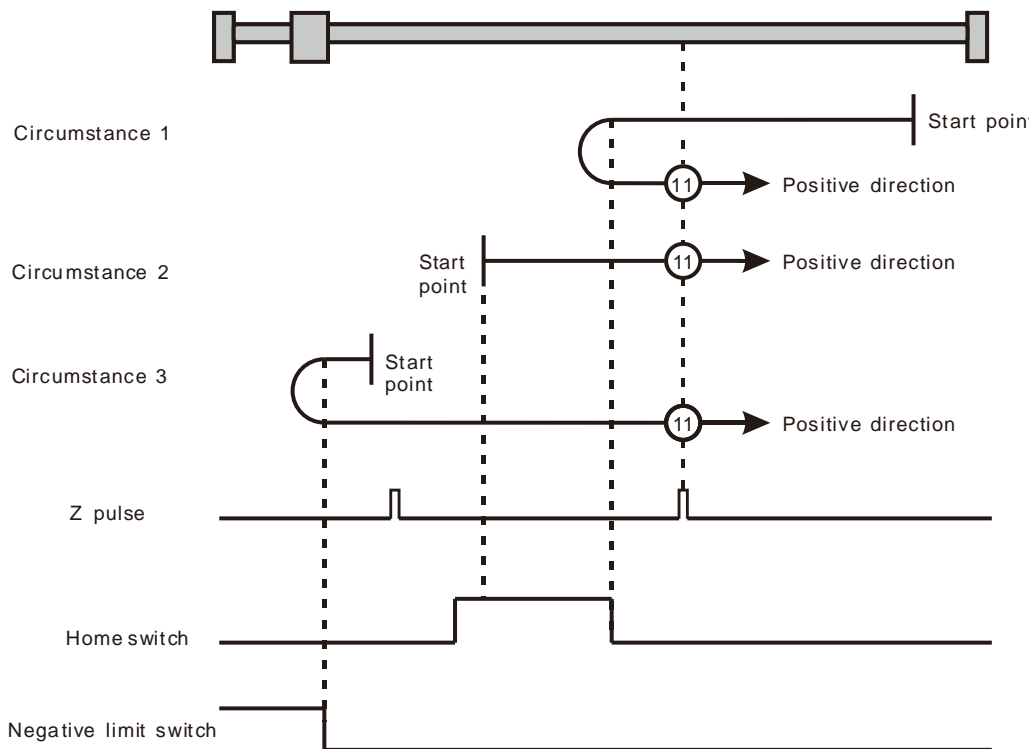 Circumstance 1
Start point
11
Positive direction
Circumstance 2
Start
point
11
Positive direction
Circumstance 3
Start
point
11
Positive direction
Z pulse
Home switch
Negative limit switch